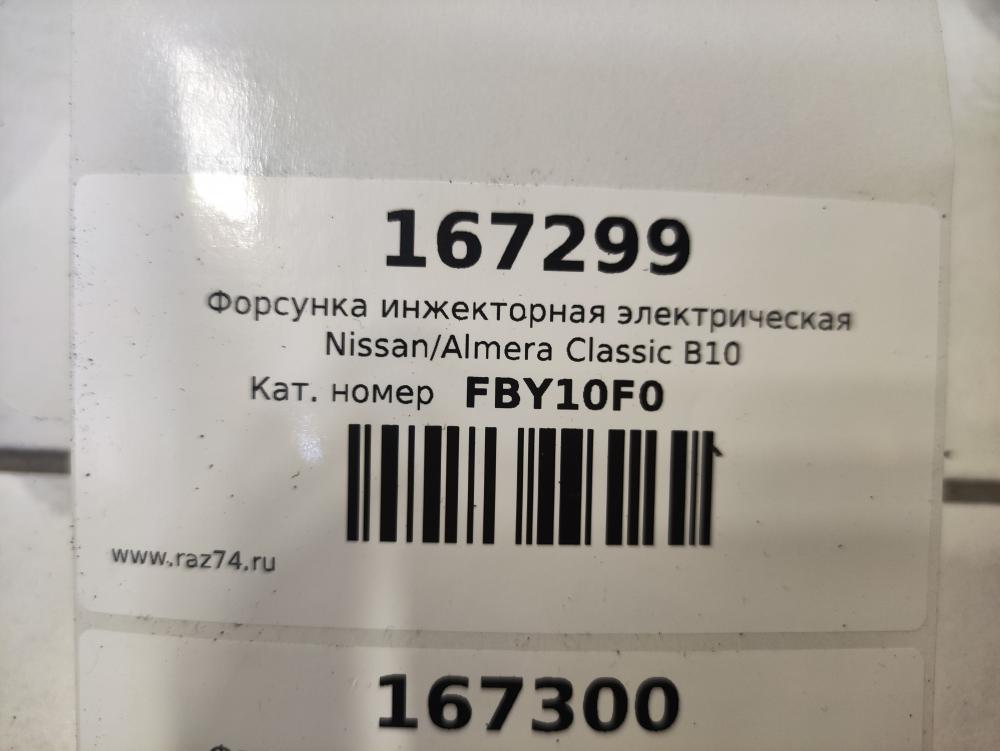 167299
Форсунка инжекторная электрическая
Nissan/Almera Classic B10
Кат. номер FBY10F0
www.raz74.ru
167300